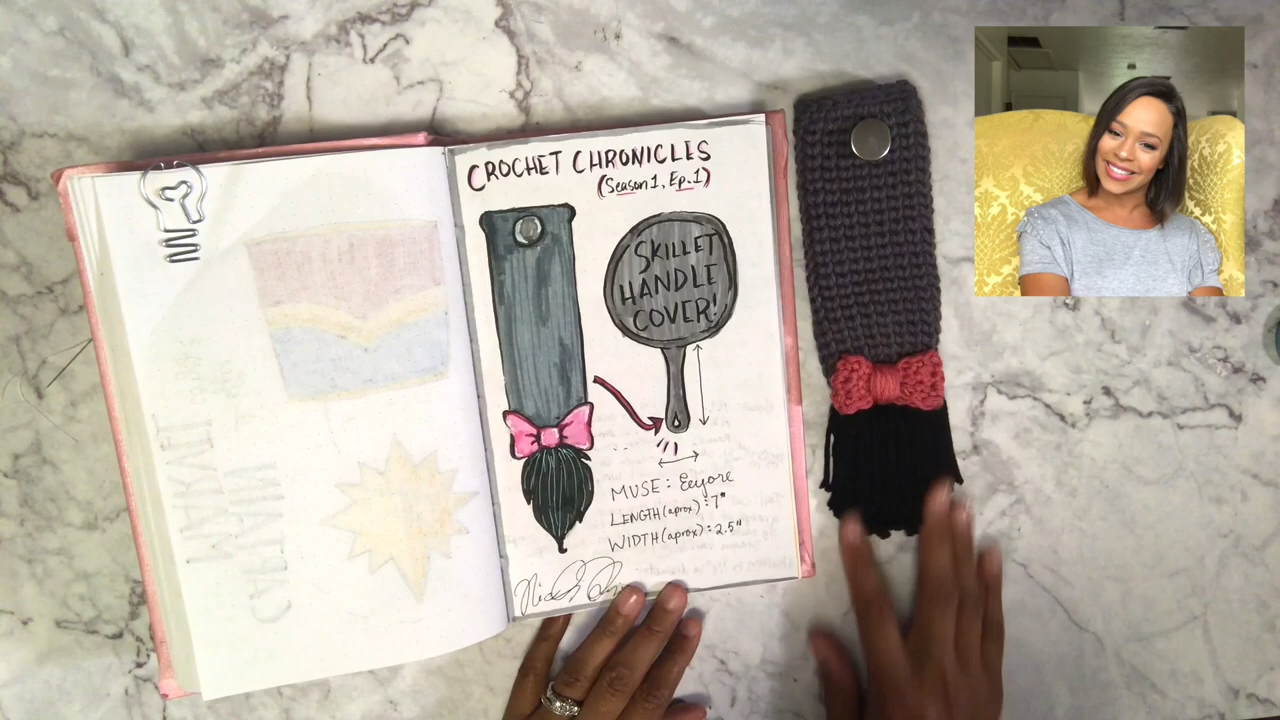 CROCHET CHRONICLES
(Season 1, Ep. 1)
SKILLET
HANDLE
COVER!
MUSE: Eeyore
LENGTH (aprox.): 7"
WIDTH (aprox): 2.5"